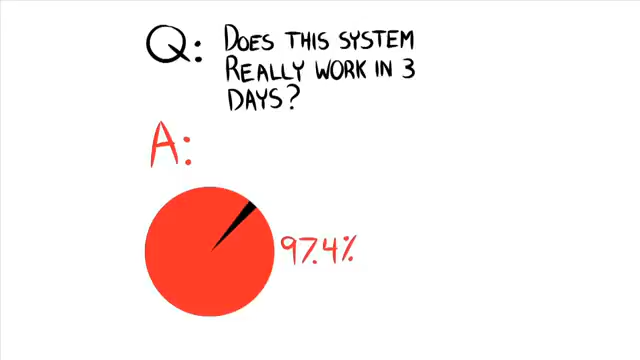 Q: DOES THIS SYSTEM
REALLY WORK IN 3
DAYS?
A:
97.4%